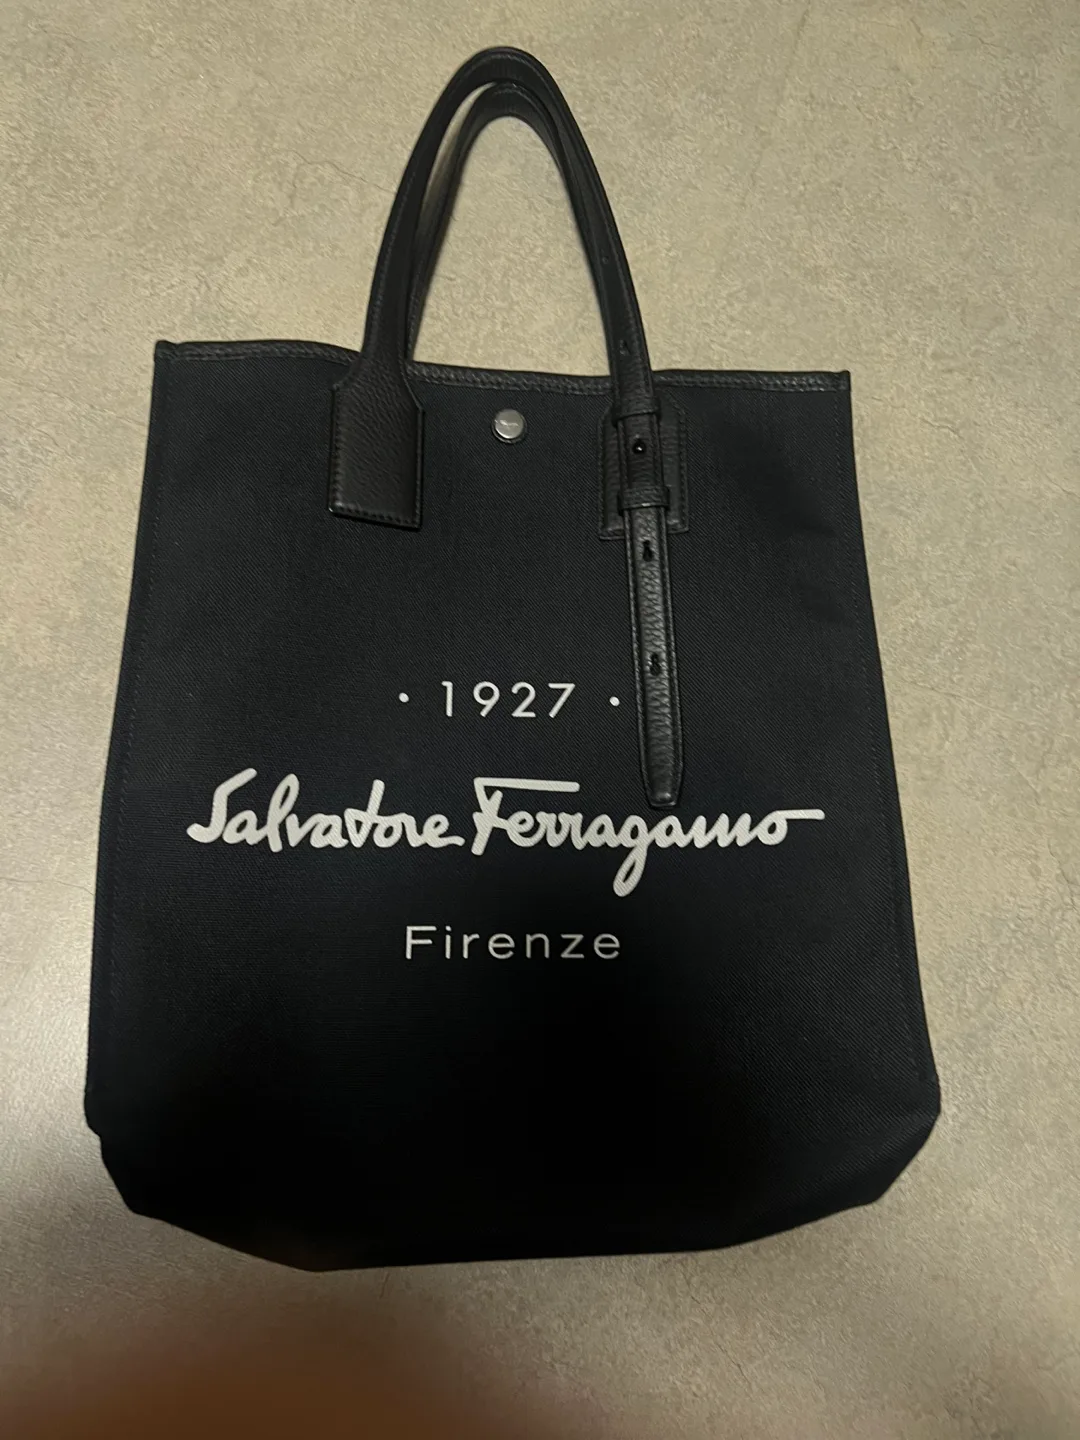 · 1927 ·
Salvatore Ferragamo
Firenze